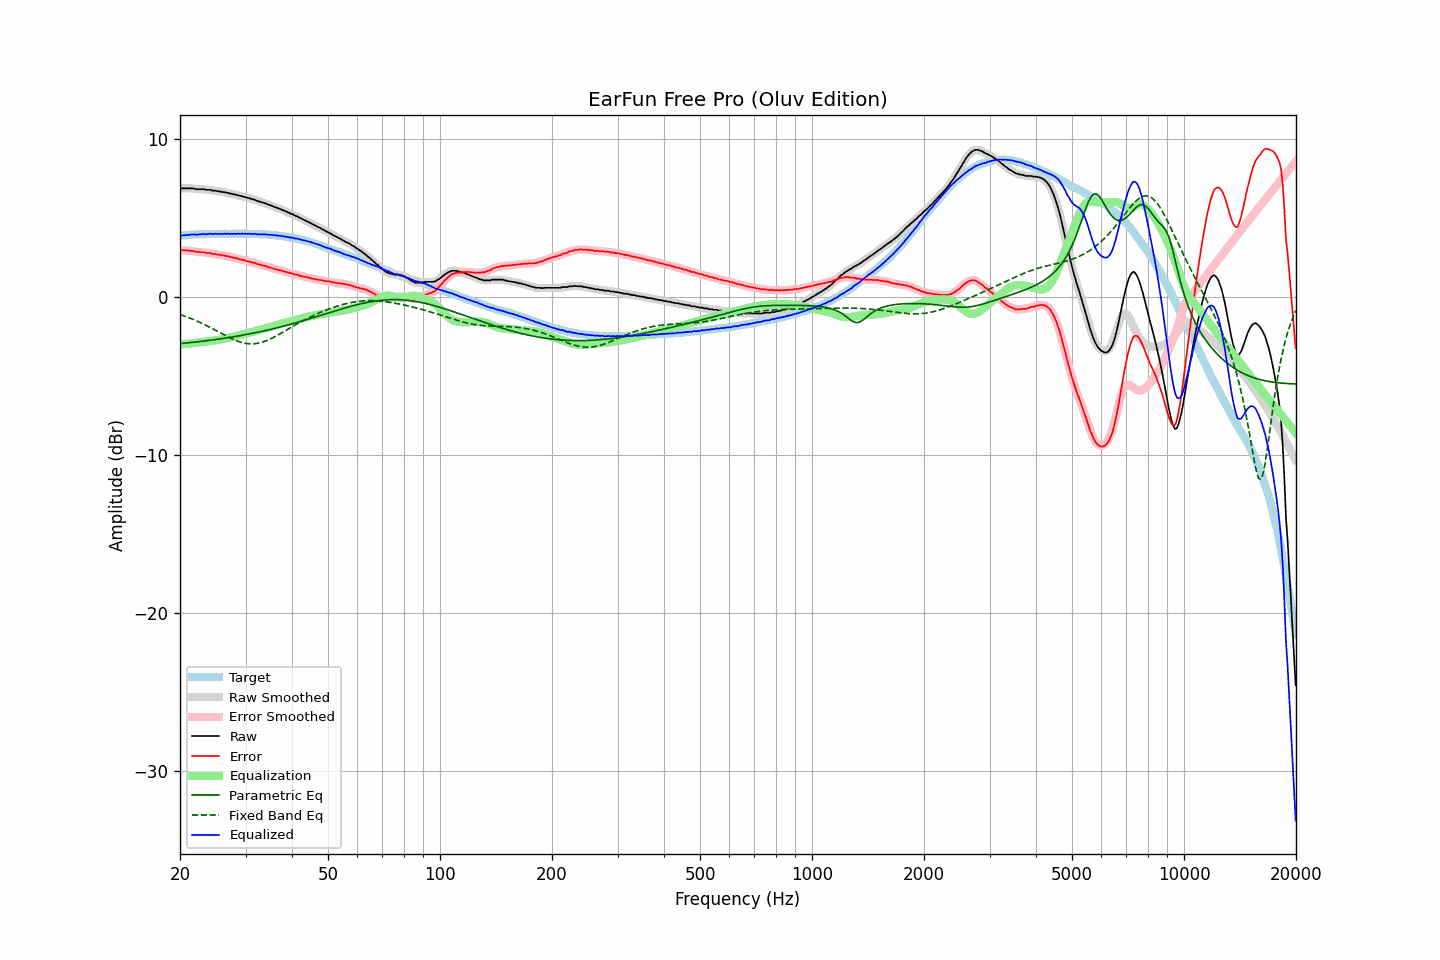 EarFun Free Pro (Oluv Edition)
10
0
−10
−20
−30
Amplitude (dBr)
Target
Raw Smoothed
Error Smoothed
Raw
Error
Equalization
Parametric Eq
Fixed Band Eq
Equalized
20 50 100 200 500 1000 2000 5000 10000 20000
Frequency (Hz)